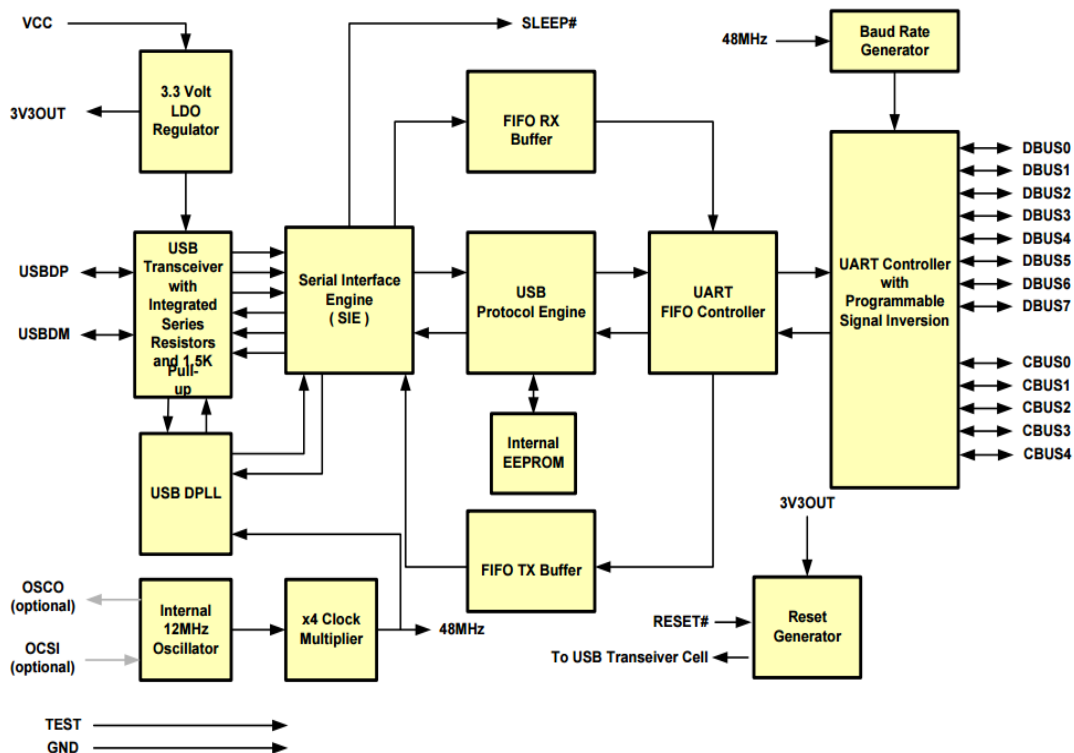 VCC
SLEEP#
48MHz
Baud Rate
Generator
3V3OUT
3.3 Volt
LDO
Regulator
FIFO RX
Buffer
DBUS0
DBUS1
DBUS2
DBUS3
DBUS4
DBUS5
DBUS6
DBUS7
USBDP
USBDM
USB
Transceiver
with
Integrated
Series
Resistors
and 1.5K
Pull-
up
Serial Interface
Engine
( SIE )
USB
Protocol Engine
UART
FIFO Controller
UART Controller
with
Programmable
Signal Inversion
CBUS0
CBUS1
CBUS2
CBUS3
CBUS4
Internal
EEPROM
USB DPLL
3V3OUT
FIFO TX Buffer
OSCO
(optional)
OCSI
(optional)
Internal
12MHz
Oscillator
x4 Clock
Multiplier
48MHz
RESET#
Reset
Generator
To USB Transeiver Cell
TEST
GND